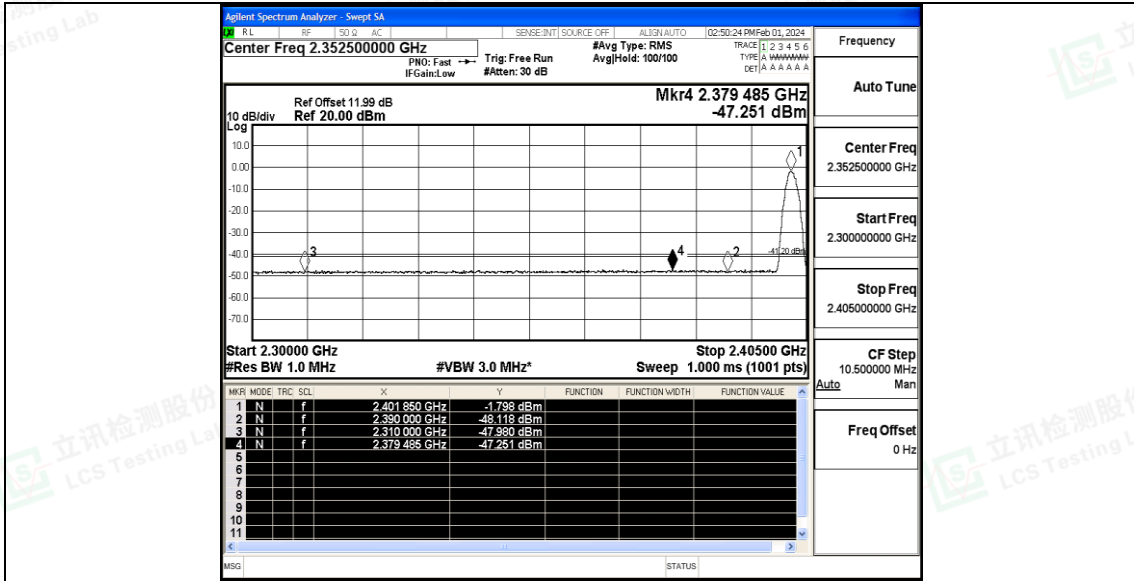 Agilent Spectrum Analyzer - Swept SA
RL RF 50 Ω AC SENSE:INT SOURCE OFF ALIGN AUTO 02:50:24 PM Feb 01, 2024
Center Freq 2.352500000 GHz
PNO: Fast
IFGain:Low
Trig: Free Run
#Atten: 30 dB
#Avg Type: RMS
Avg|Hold: 100/100
TRACE 1 2 3 4 5 6
TYPE A WWWWW
DET A A A A A A
Mkr4 2.379 485 GHz
-47.251 dBm
Ref Offset 11.99 dB
10 dB/div Ref 20.00 dBm
Log
10.0
0.00
-10.0
-20.0
-30.0
-40.0
-50.0
-60.0
-70.0
1
3
4
2
-41.20 dBm
Start 2.30000 GHz Stop 2.40500 GHz
#Res BW 1.0 MHz #VBW 3.0 MHz* Sweep 1.000 ms (1001 pts)
MKR MODE TRC SCL X Y FUNCTION FUNCTION WIDTH FUNCTION VALUE
1 N f 2.401 850 GHz -1.798 dBm
2 N f 2.390 000 GHz -48.118 dBm
3 N f 2.310 000 GHz -47.980 dBm
4 N f 2.379 485 GHz -47.251 dBm
5
6
7
8
9
10
11
MSG STATUS
Frequency
Auto Tune
Center Freq
2.352500000 GHz
Start Freq
2.300000000 GHz
Stop Freq
2.405000000 GHz
CF Step
10.500000 MHz
Auto Man
Freq Offset
0 Hz
立讯检测股份
LCS Testing Lab
立讯检测股份
LCS Testing L